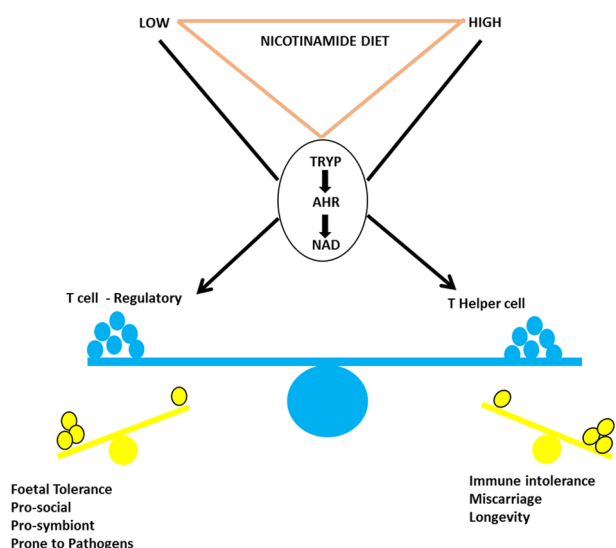 LOW
HIGH
NICOTINAMIDE DIET
TRYP
AHR
NAD
T cell - Regulatory
T Helper cell
Foetal Tolerance
Pro-social
Pro-symbiont
Prone to Pathogens
Immune intolerance
Miscarriage
Longevity